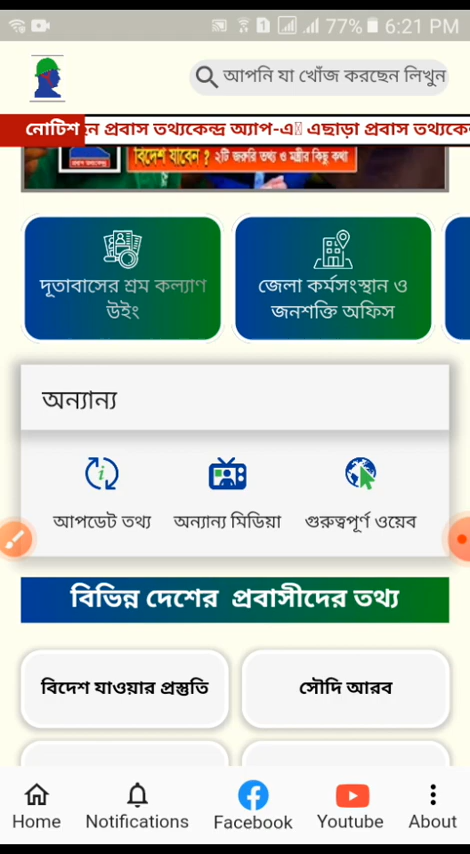 77% 6:21 PM
আপনি যা খোঁজ করছেন লিখুন
নোটিশ ছন প্রবাস তথ্যকেন্দ্র অ্যাপ-এ এছাড়া প্রবাস তথ্যকে
বিদেশ যাবেন ? ২টি জরুরি তথ্য ও মন্ত্রীর কিছু কথা
দূতাবাসের শ্রম কল্যাণ
উইং
জেলা কর্মসংস্থান ও
জনশক্তি অফিস
অন্যান্য
আপডেট তথ্য অন্যান্য মিডিয়া গুরুত্বপূর্ণ ওয়েব
বিভিন্ন দেশের প্রবাসীদের তথ্য
বিদেশ যাওয়ার প্রস্তুতি সৌদি আরব
Home Notifications Facebook Youtube About